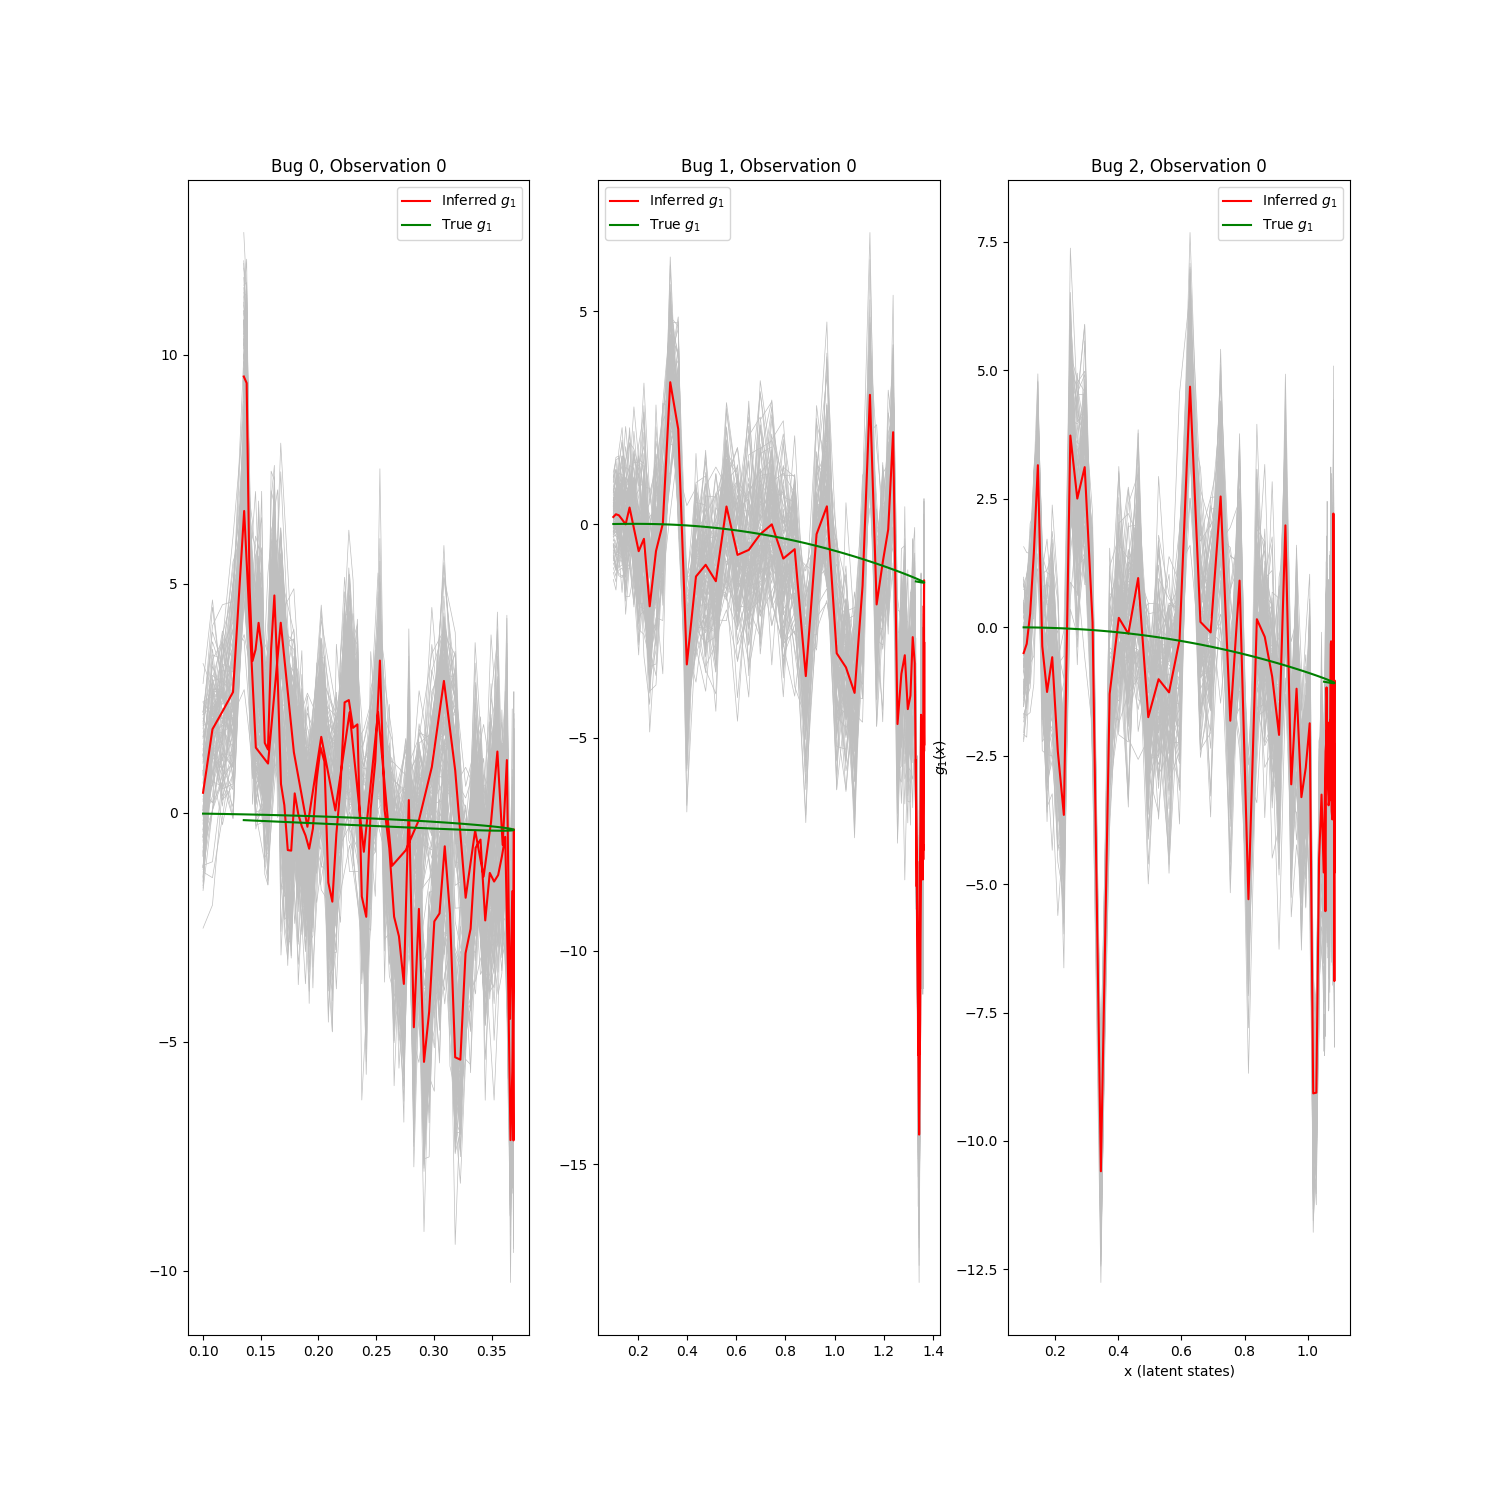 Bug 0, Observation 0
Inferred g₁
True g₁
10
5
0
−5
−10
0.10 0.15 0.20 0.25 0.30 0.35
Bug 1, Observation 0
Inferred g₁
True g₁
5
0
−5
−10
−15
0.2 0.4 0.6 0.8 1.0 1.2 1.4
Bug 2, Observation 0
Inferred g₁
True g₁
7.5
5.0
2.5
0.0
−2.5
−5.0
−7.5
−10.0
−12.5
g₁(x)
0.2 0.4 0.6 0.8 1.0
x (latent states)